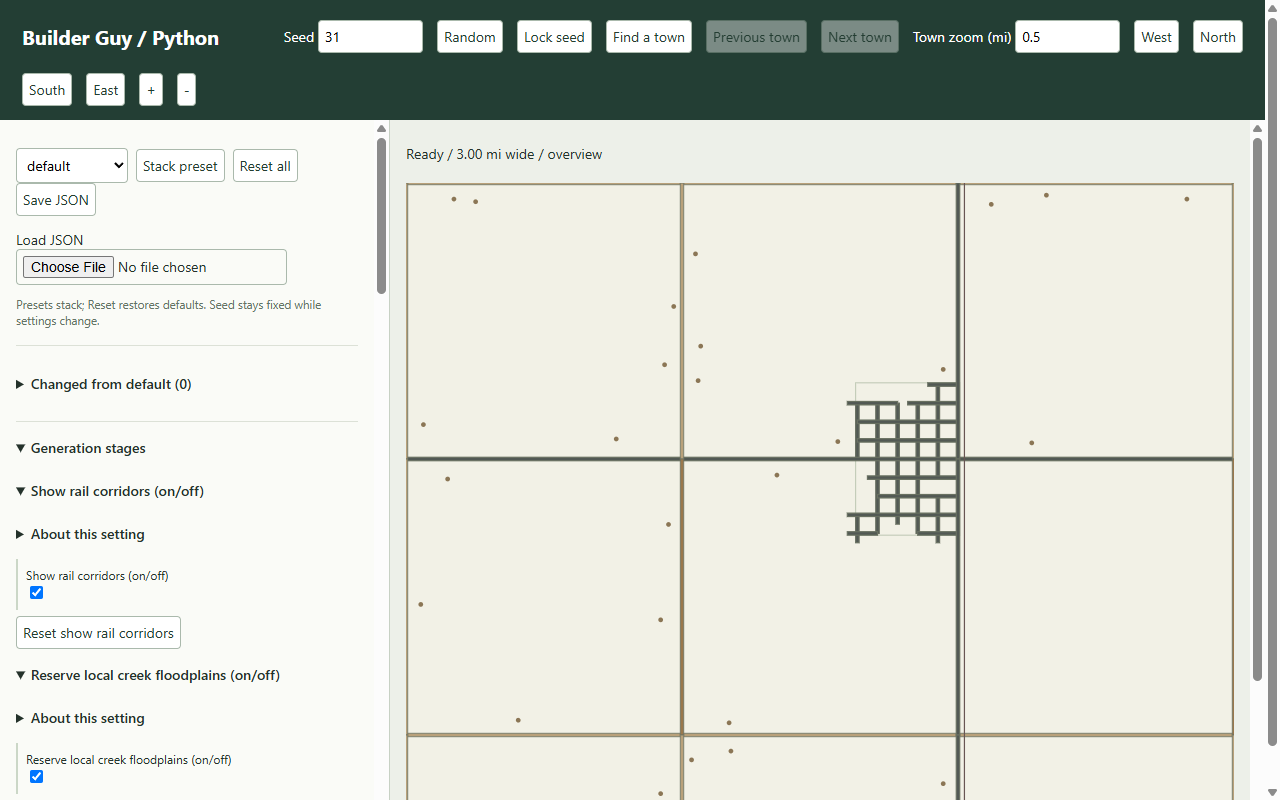 Builder Guy / Python
Seed 31 Random Lock seed Find a town Previous town Next town Town zoom (mi) 0.5 West North
South East + -
default Stack preset Reset all
Save JSON
Load JSON
Choose File No file chosen
Presets stack; Reset restores defaults. Seed stays fixed while
settings change.
Changed from default (0)
Generation stages
Show rail corridors (on/off)
About this setting
Show rail corridors (on/off)
Reset show rail corridors
Reserve local creek floodplains (on/off)
About this setting
Reserve local creek floodplains (on/off)
Ready / 3.00 mi wide / overview